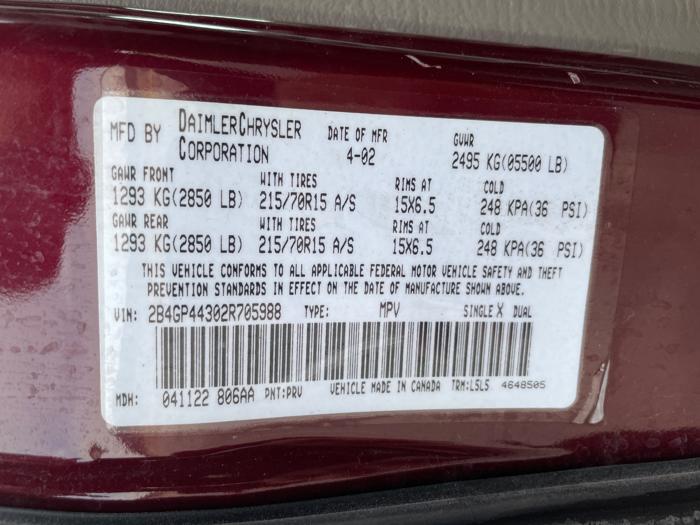 MFD BY DAIMLERCHRYSLER CORPORATION DATE OF MFR 4-02 GVWR 2495 KG(05500 LB)
GAWR FRONT WITH TIRES RIMS AT COLD
1293 KG(2850 LB) 215/70R15 A/S 15X6.5 248 KPA(36 PSI)
GAWR REAR WITH TIRES RIMS AT COLD
1293 KG(2850 LB) 215/70R15 A/S 15X6.5 248 KPA(36 PSI)
THIS VEHICLE CONFORMS TO ALL APPLICABLE FEDERAL MOTOR VEHICLE SAFETY AND THEFT
PREVENTION STANDARDS IN EFFECT ON THE DATE OF MANUFACTURE SHOWN ABOVE.
VIN: 2B4GP44302R705988 TYPE: MPV SINGLE X DUAL
MDH: 041122 806AA PNT:PRV VEHICLE MADE IN CANADA TRM:L5L5 4648505